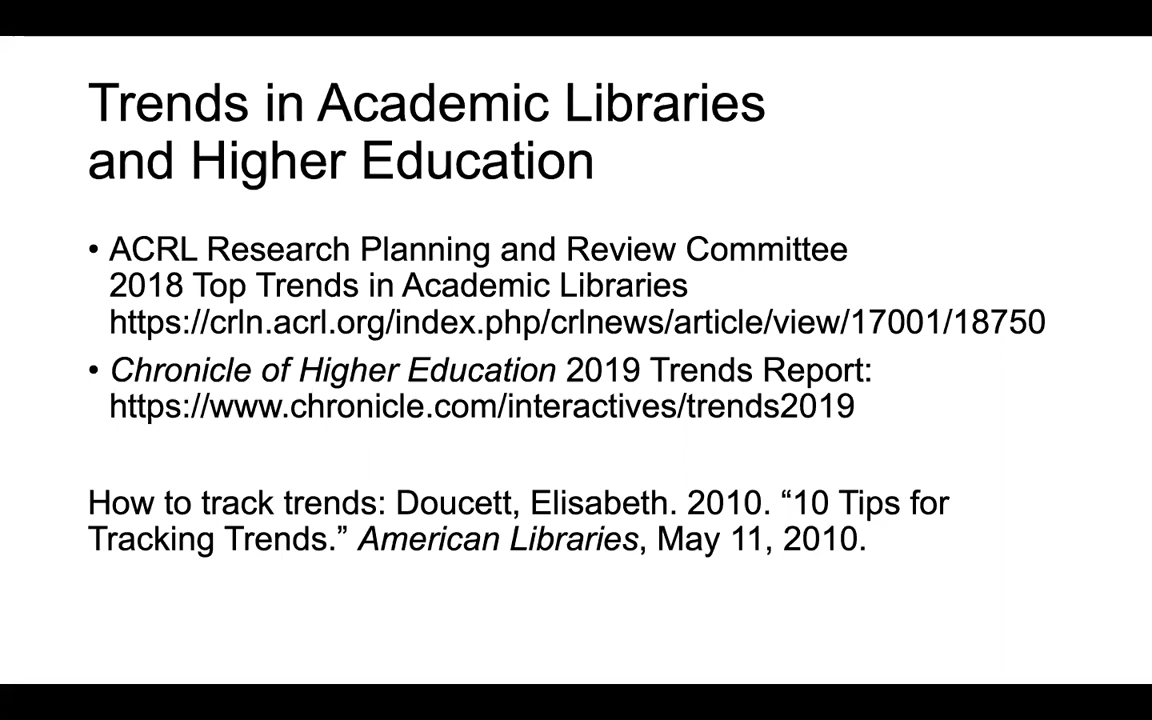 Trends in Academic Libraries
and Higher Education
• ACRL Research Planning and Review Committee
2018 Top Trends in Academic Libraries
https://crln.acrl.org/index.php/crlnews/article/view/17001/18750
• Chronicle of Higher Education 2019 Trends Report:
https://www.chronicle.com/interactives/trends2019
How to track trends: Doucett, Elisabeth. 2010. “10 Tips for
Tracking Trends.” American Libraries, May 11, 2010.